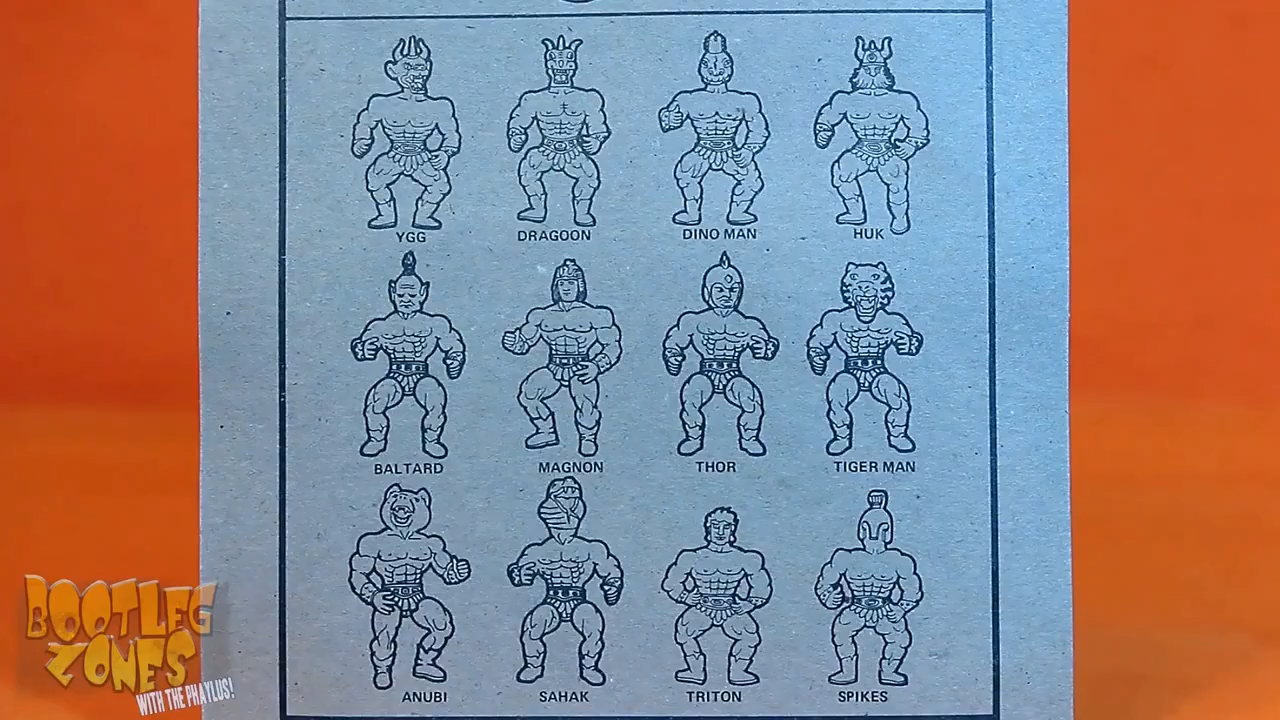 YGG DRAGOON DINO MAN HUK
BALTARD MAGNON THOR TIGER MAN
ANUBI SAHAK TRITON SPIKES
BOOTLEG
ZONES
WITH THE PHAYLUS!